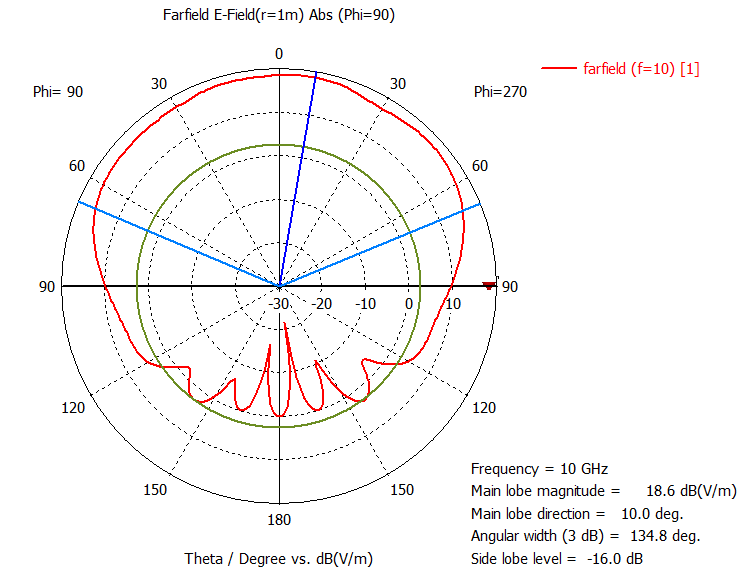 Farfield E-Field(r=1m) Abs (Phi=90)
farfield (f=10) [1]
0
Phi= 90
30
30
Phi=270
60
60
90
-30
-20
-10
0
10
90
120
120
150
150
180
Frequency = 10 GHz
Main lobe magnitude = 18.6 dB(V/m)
Main lobe direction = 10.0 deg.
Angular width (3 dB) = 134.8 deg.
Side lobe level = -16.0 dB
Theta / Degree vs. dB(V/m)